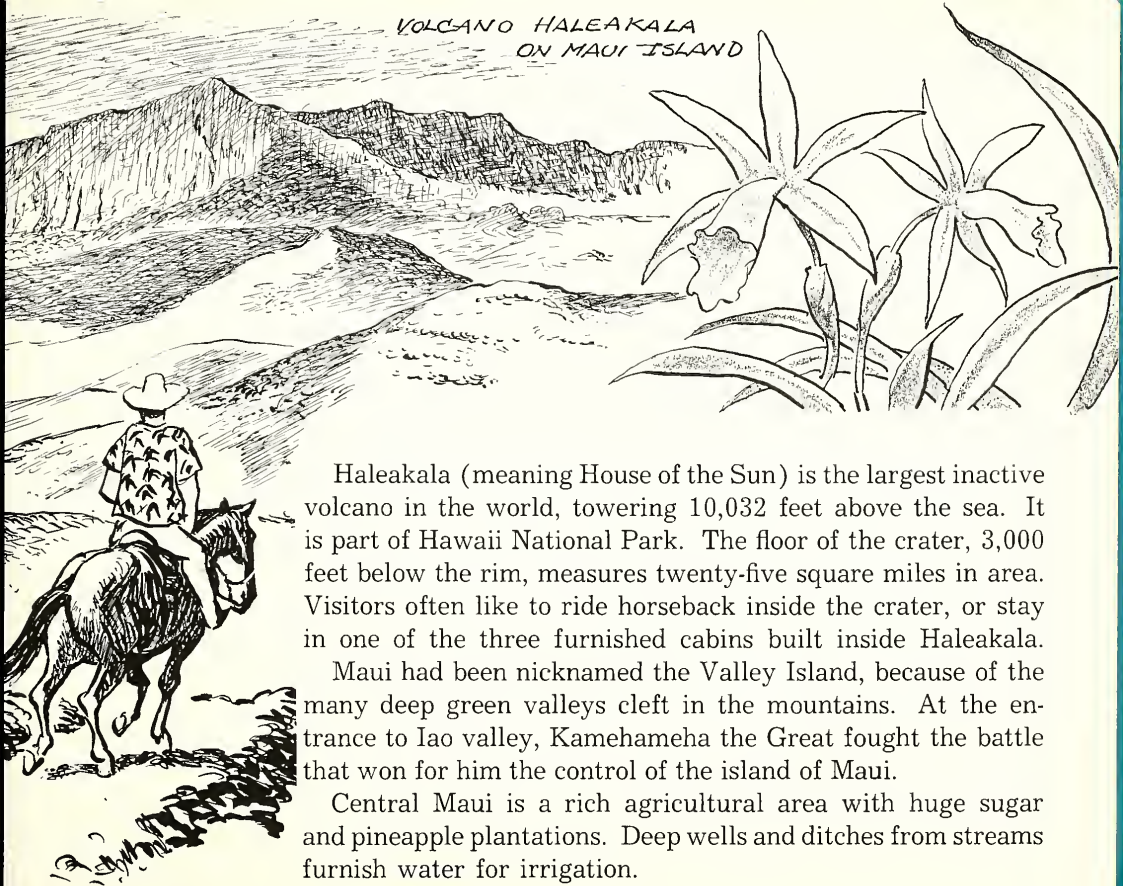 VOLCANO HALEAKALA
ON MAUI ISLAND
Haleakala (meaning House of the Sun) is the largest inactive
volcano in the world, towering 10,032 feet above the sea. It
is part of Hawaii National Park. The floor of the crater, 3,000
feet below the rim, measures twenty-five square miles in area.
Visitors often like to ride horseback inside the crater, or stay
in one of the three furnished cabins built inside Haleakala.
Maui had been nicknamed the Valley Island, because of the
many deep green valleys cleft in the mountains. At the en-
trance to Iao valley, Kamehameha the Great fought the battle
that won for him the control of the island of Maui.
Central Maui is a rich agricultural area with huge sugar
and pineapple plantations. Deep wells and ditches from streams
furnish water for irrigation.